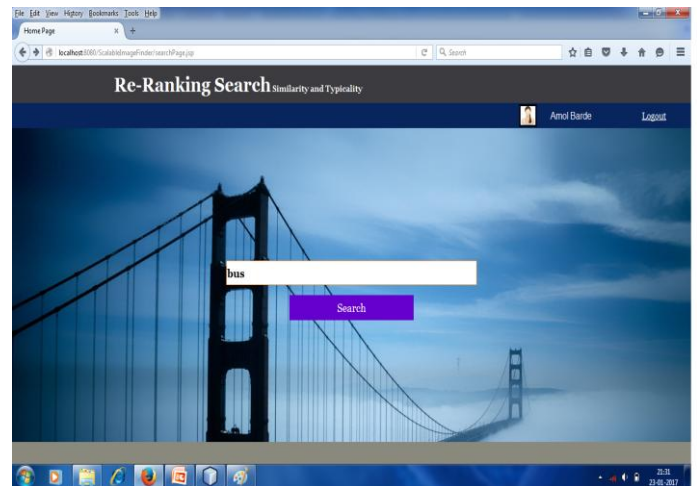 File Edit View History Bookmarks Tools Help
Home Page x +
localhost:8080/ScalableImageFinder/searchPage.jsp Search
Re-Ranking Search Similarity and Typicality
Amol Barde Logout
bus
Search
21:31
23-01-2017